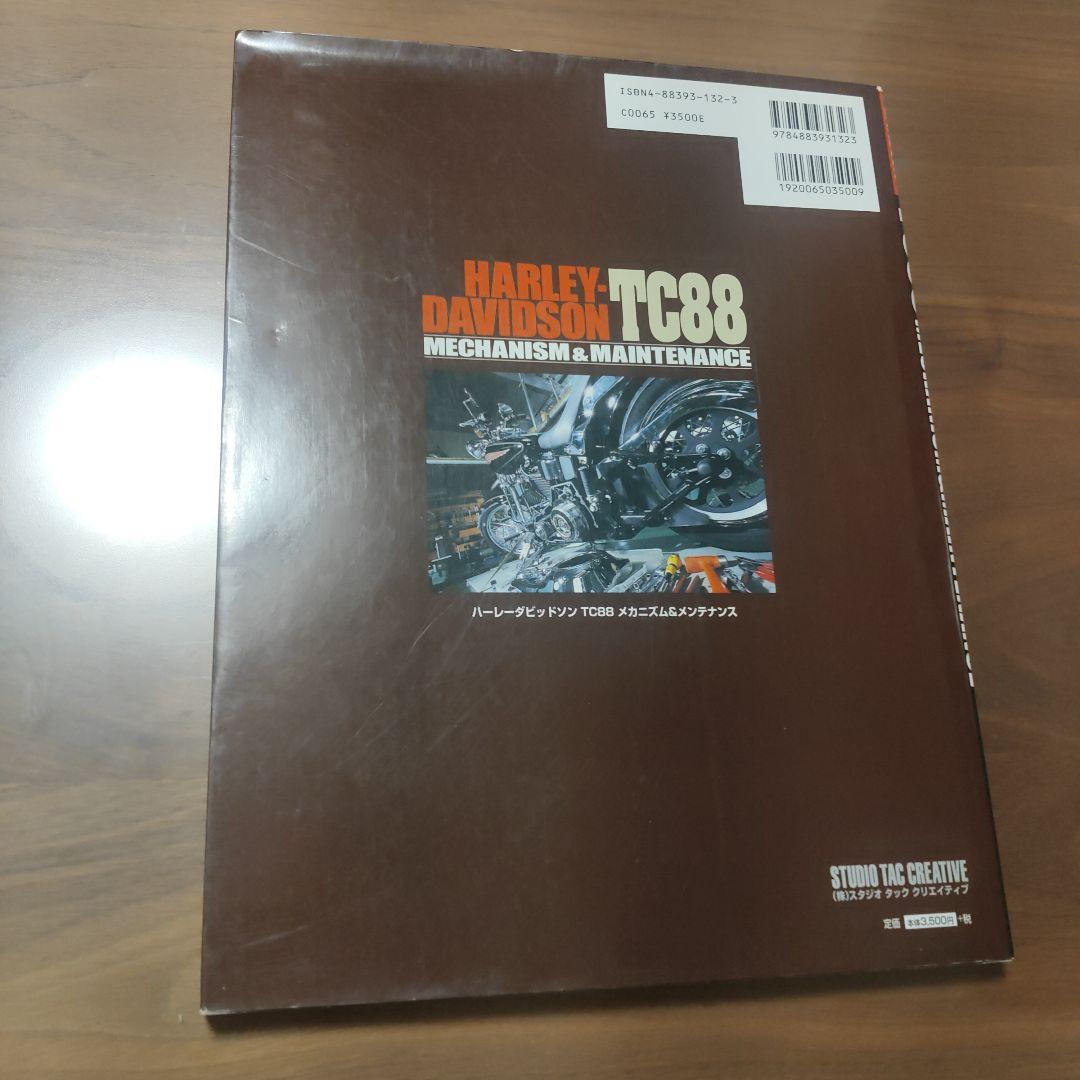 ISBN4-88393-132-3
C0065 ¥3500E
9784883931323
1920065035009
HARLEY-
DAVIDSON TC88
MECHANISM & MAINTENANCE
ハーレーダビッドソン TC88 メカニズム&メンテナンス
STUDIO TAC CREATIVE
(株)スタジオ タック クリエイティブ
定価 本体3,500円+税